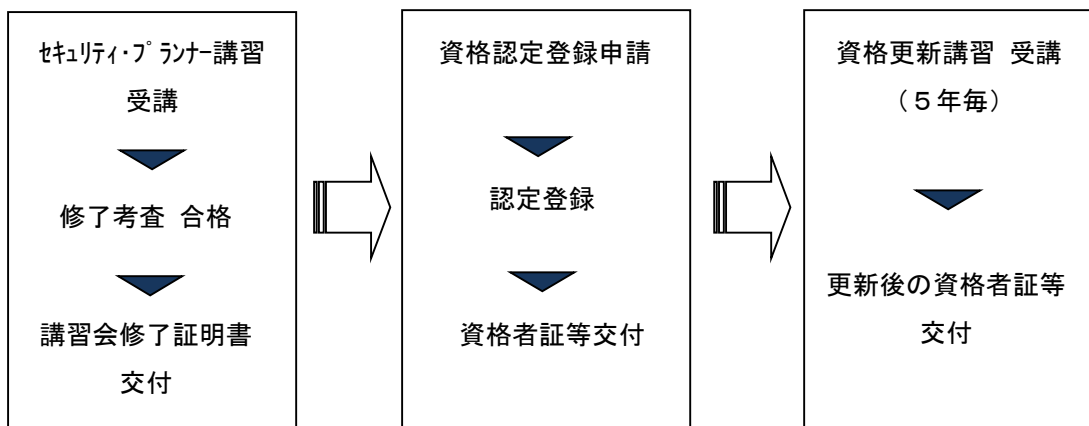 セキュリティ・プランナー講習
受講
修了考査 合格
講習会修了証明書
交付
資格認定登録申請
認定登録
資格者証等交付
資格更新講習 受講
（５年毎）
更新後の資格者証等
交付